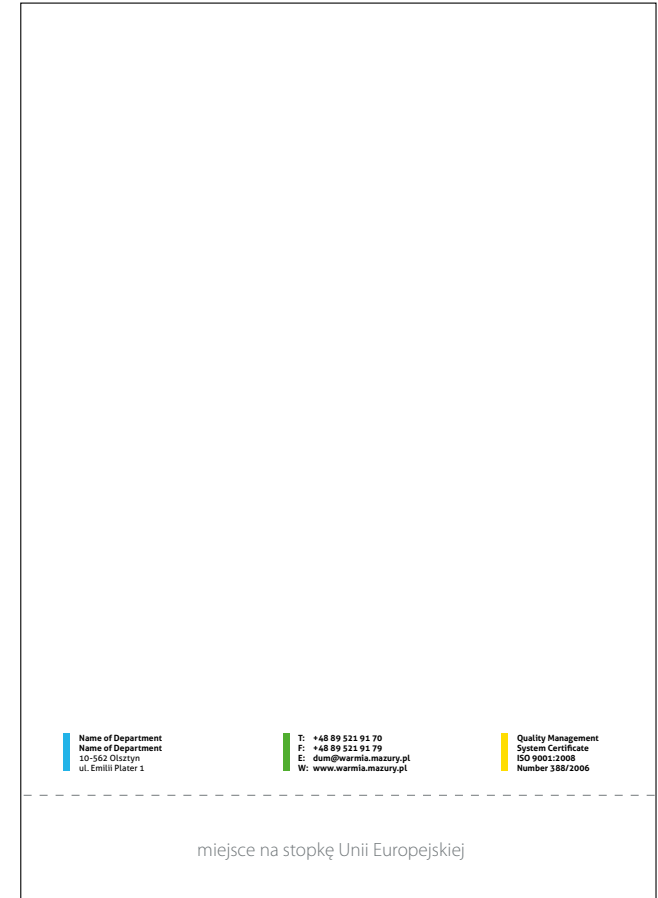 Name of Department
Name of Department
10-562 Olsztyn
ul. Emilii Plater 1
T: +48 89 521 91 70
F: +48 89 521 91 79
E: dum@warmia.mazury.pl
W: www.warmia.mazury.pl
Quality Management
System Certificate
ISO 9001:2008
Number 388/2006
miejsce na stopkę Unii Europejskiej